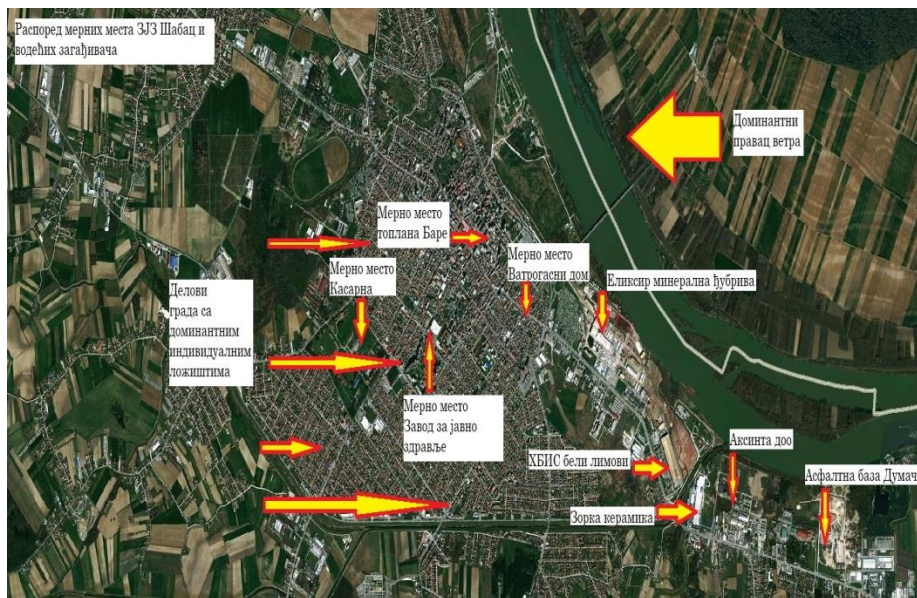 Распоред мерних места ЗЈЗ Шабац и
водећих загађивача
Доминантни
правац ветра
Мерно место
топлана Баре
Мерно место
Касарна
Мерно место
Ватрогасни дом
Еликсир минерална ђубрива
Делови
града са
доминантним
индивидуалним
ложиштима
Мерно место
Завод за јавно
здравље
Аксинта доо
ХБИС бели лимови
Асфалтна база Думач
Зорка керамика